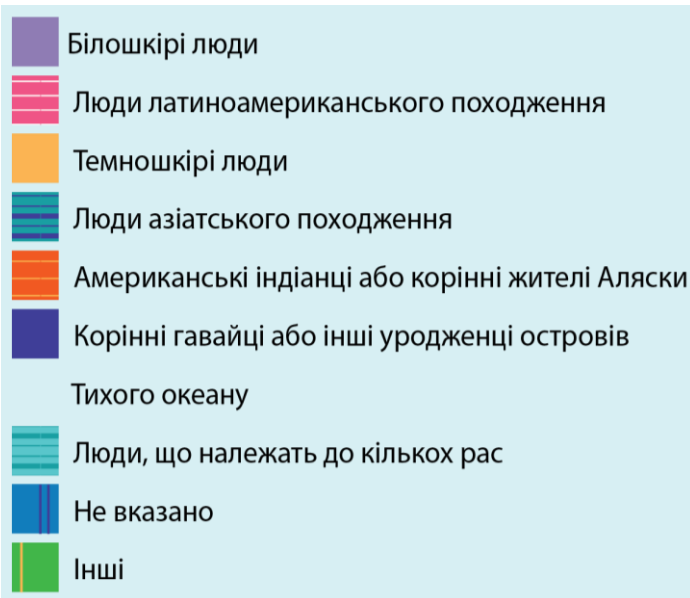 Білошкірі люди
Люди латиноамериканського походження
Темношкірі люди
Люди азіатського походження
Американські індіанці або корінні жителі Аляски
Корінні гавайці або інші уродженці островів
Тихого океану
Люди, що належать до кількох рас
Не вказано
Інші